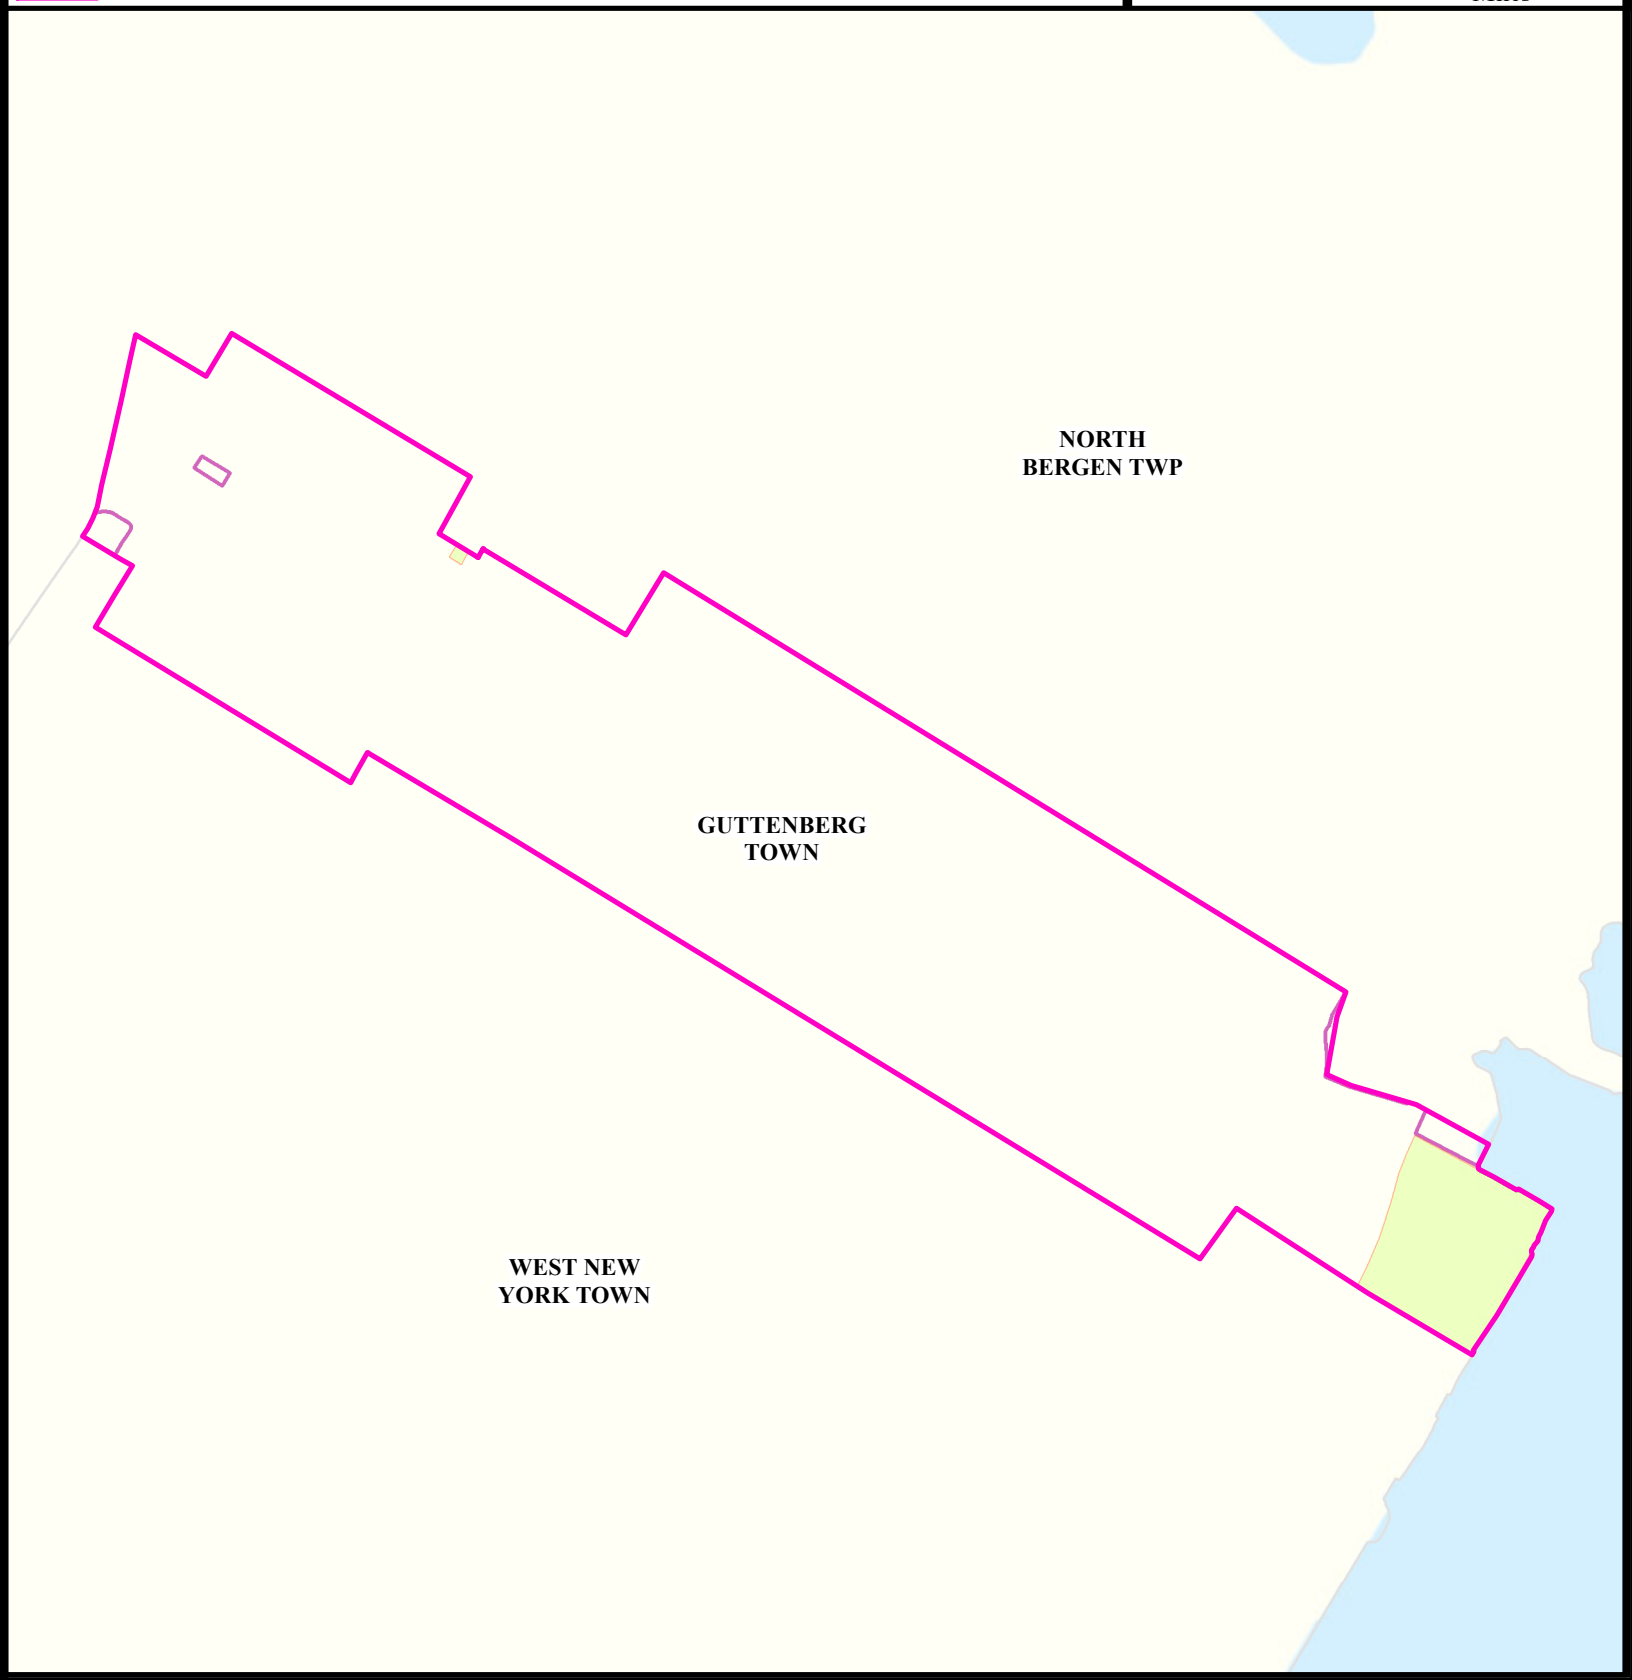 NORTH
BERGEN TWP
GUTTENBERG
TOWN
WEST NEW
YORK TOWN